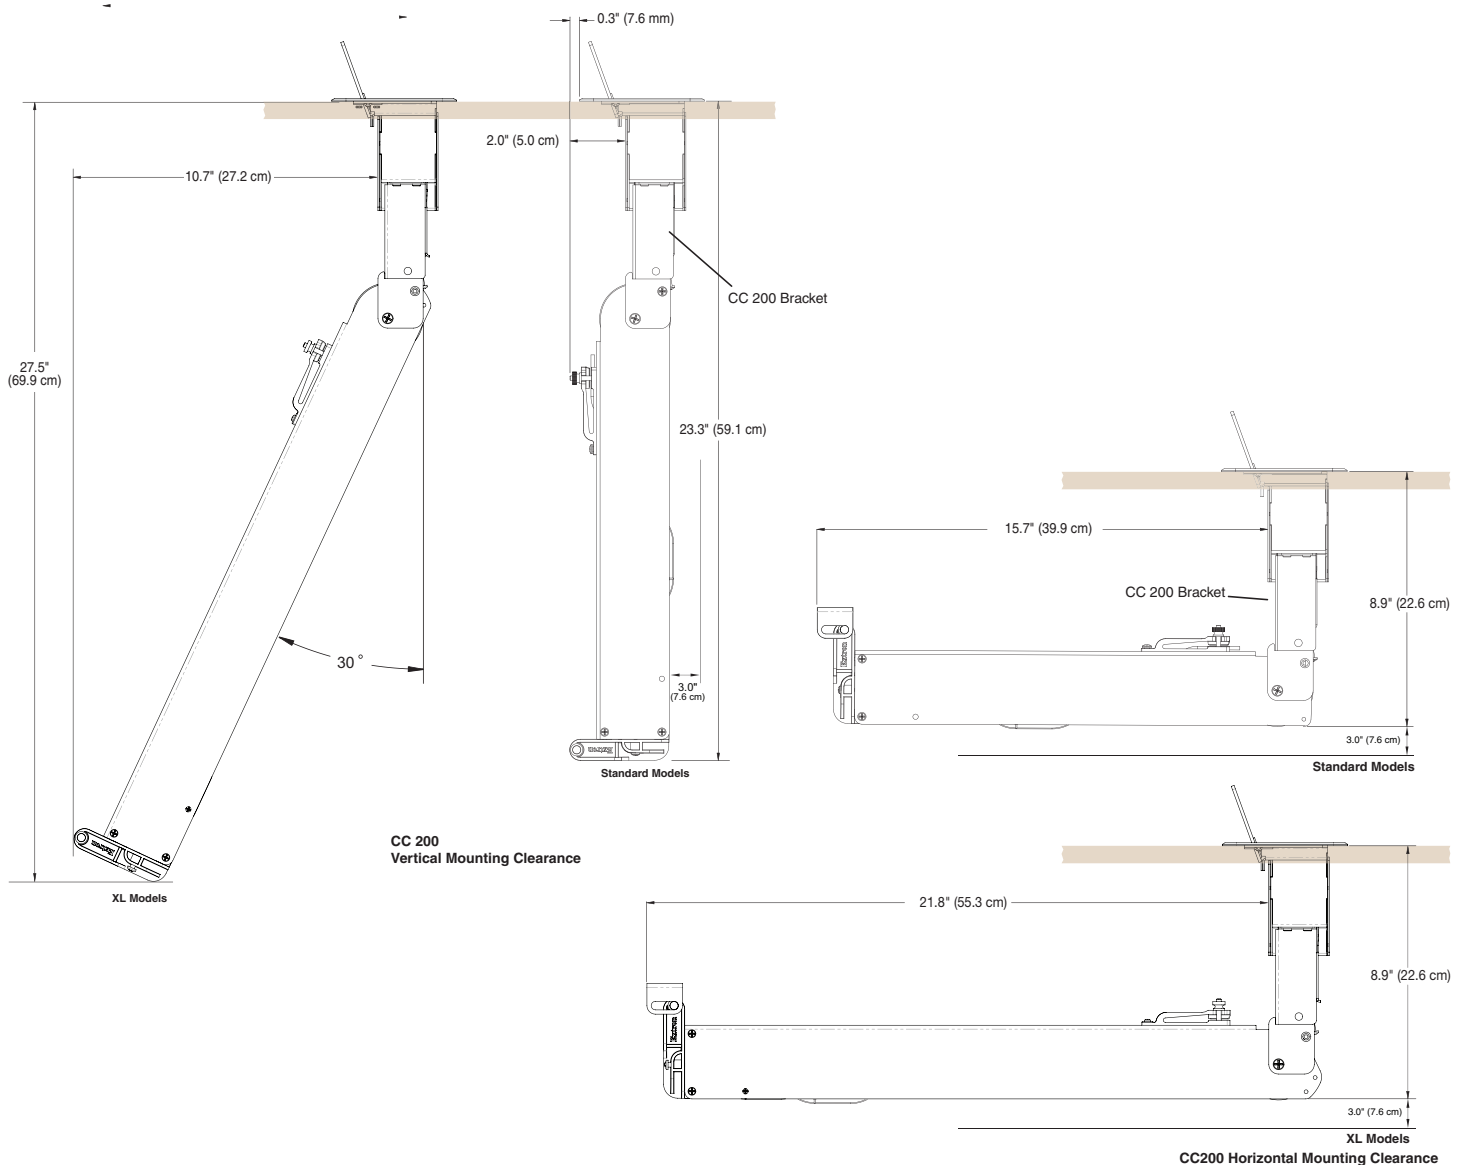 0.3" (7.6 mm)
2.0" (5.0 cm)
10.7" (27.2 cm)
CC 200 Bracket
27.5"
(69.9 cm)
23.3" (59.1 cm)
30°
3.0"
(7.6 cm)
Extron
Standard Models
CC 200
Vertical Mounting Clearance
Extron
XL Models
15.7" (39.9 cm)
CC 200 Bracket
8.9" (22.6 cm)
Extron
3.0" (7.6 cm)
Standard Models
21.8" (55.3 cm)
8.9" (22.6 cm)
Extron
3.0" (7.6 cm)
XL Models
CC200 Horizontal Mounting Clearance